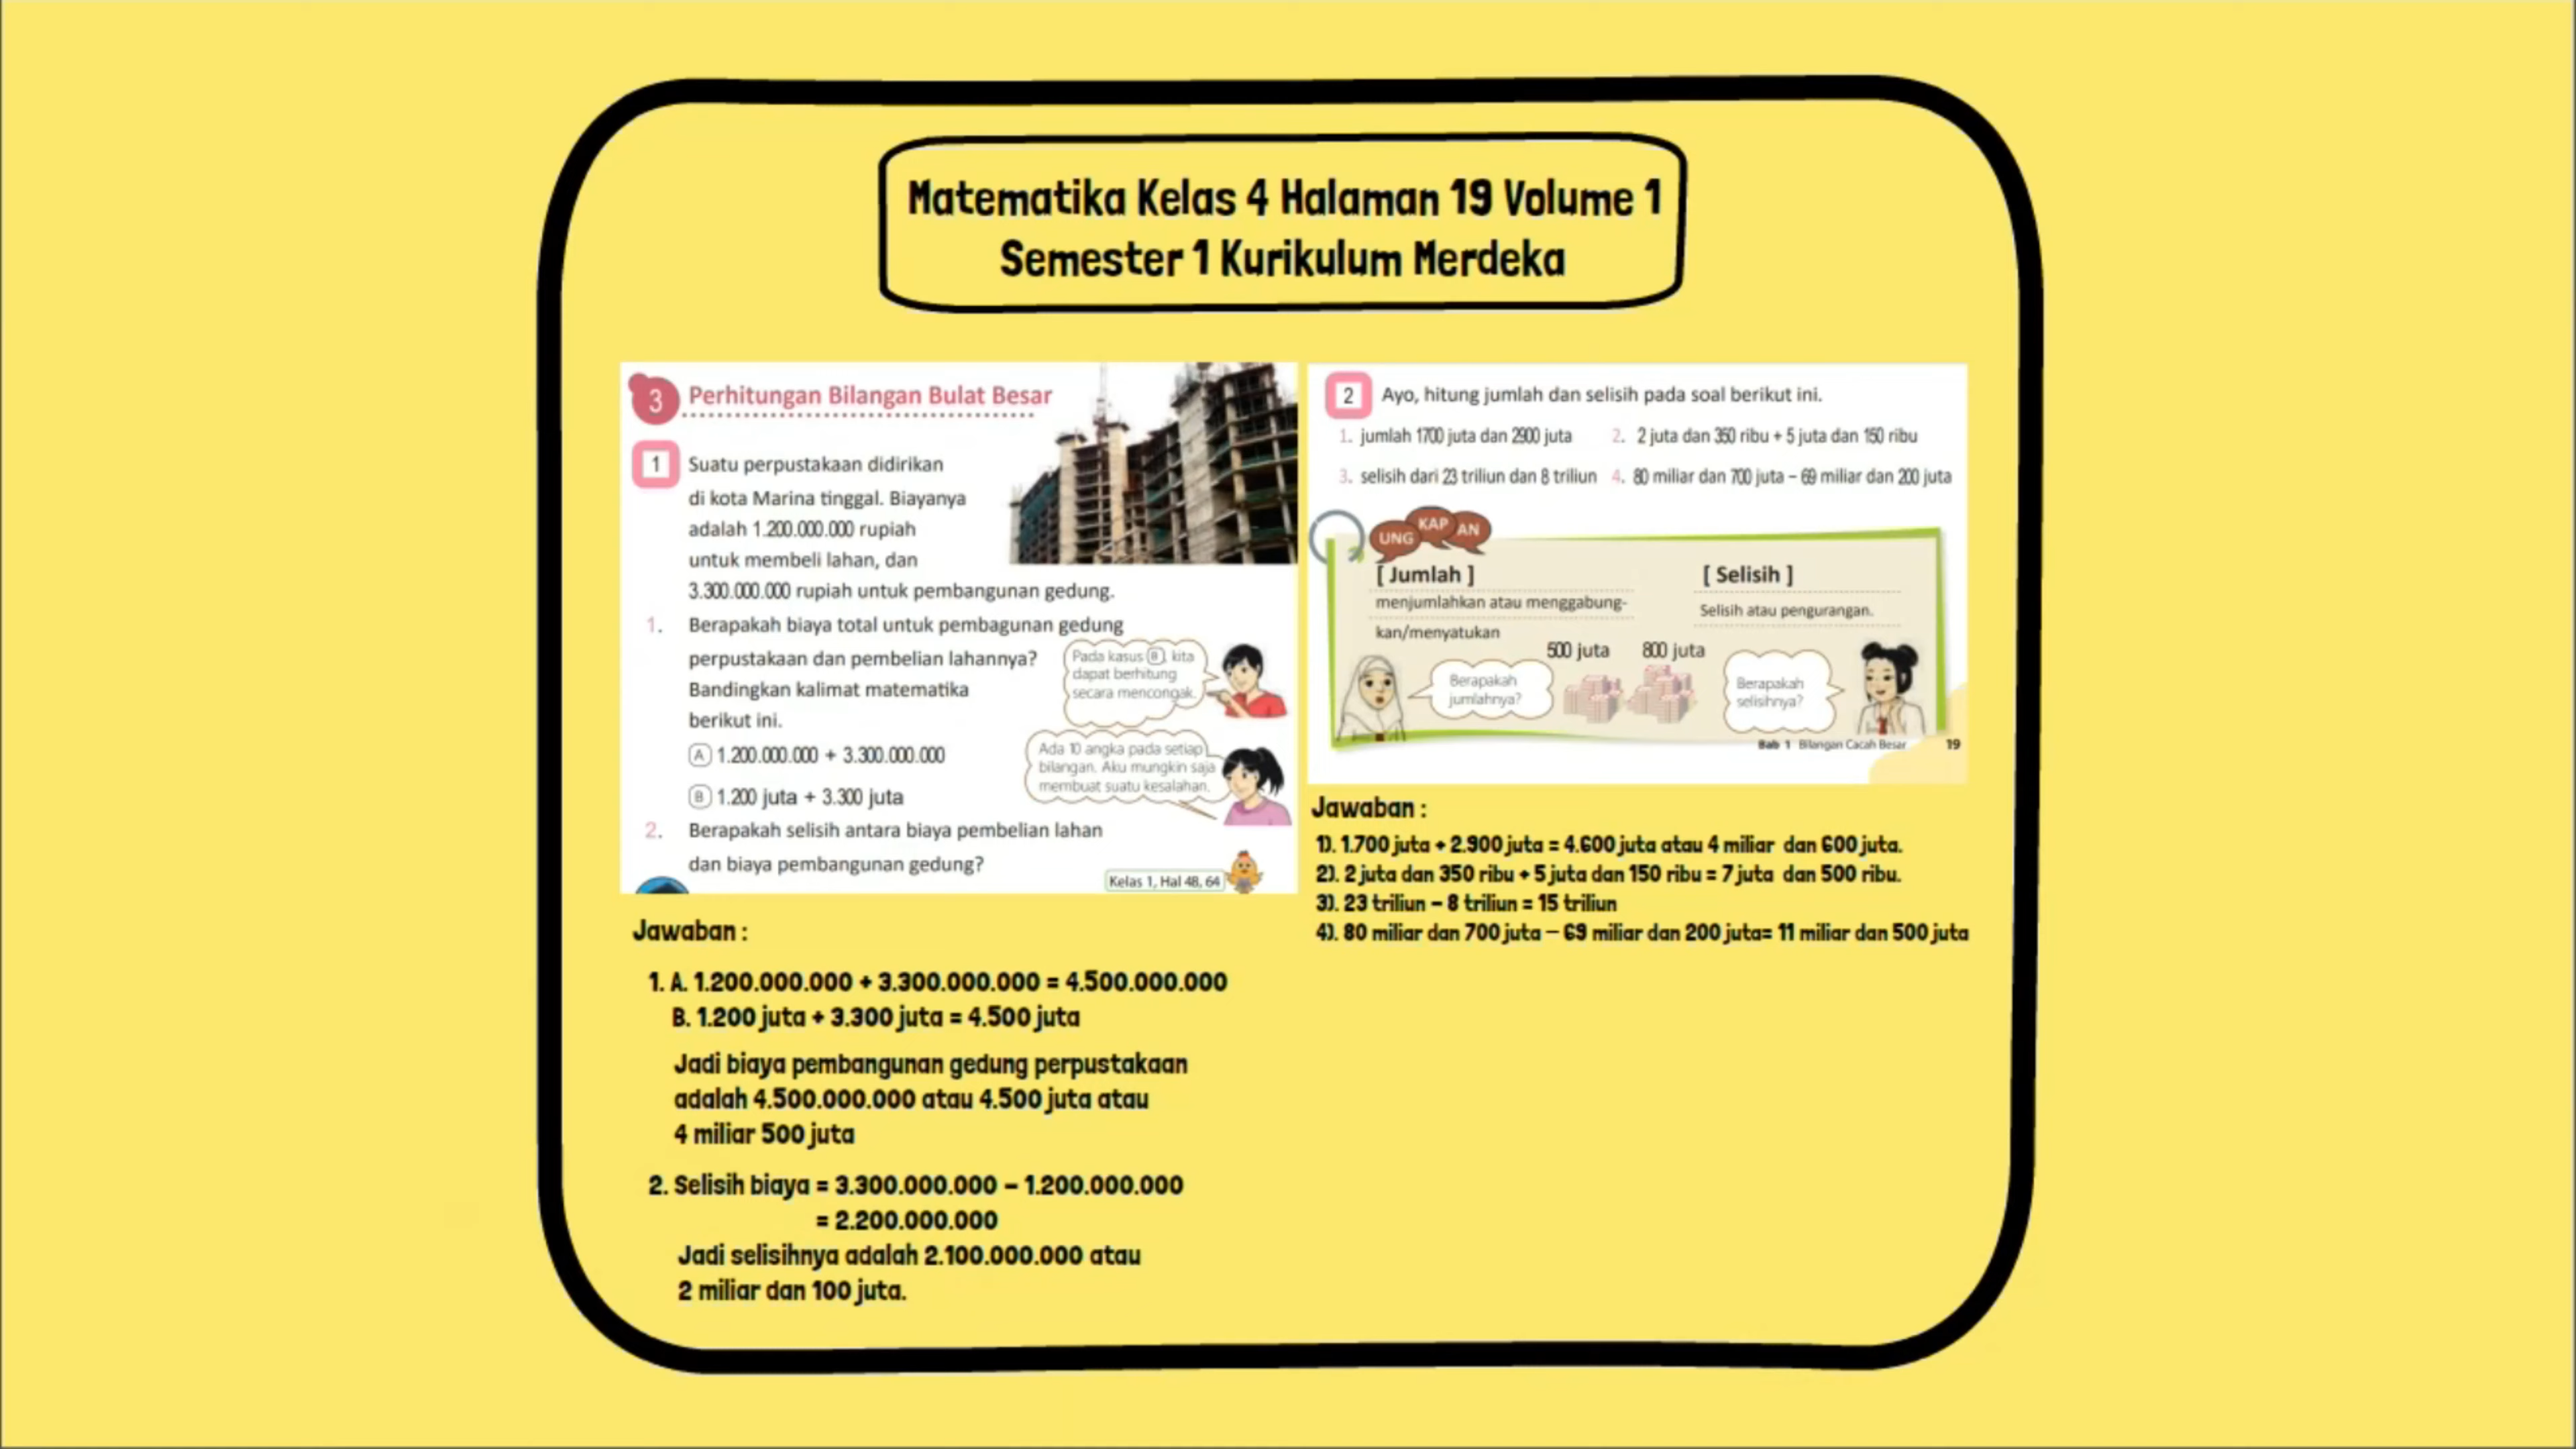 Matematika Kelas 4 Halaman 19 Volume 1
Semester 1 Kurikulum Merdeka
3 Perhitungan Bilangan Bulat Besar
1 Suatu perpustakaan didirikan
di kota Marina tinggal. Biayanya
adalah 1.200.000.000 rupiah
untuk membeli lahan, dan
3.300.000.000 rupiah untuk pembangunan gedung.
1. Berapakah biaya total untuk pembagunan gedung
perpustakaan dan pembelian lahannya?
Bandingkan kalimat matematika
berikut ini.
Pada kasus B, kita
dapat berhitung
secara mencongak.
A 1.200.000.000 + 3.300.000.000
B 1.200 juta + 3.300 juta
Ada 10 angka pada setiap
bilangan. Aku mungkin saja
membuat suatu kesalahan.
2. Berapakah selisih antara biaya pembelian lahan
dan biaya pembangunan gedung?
Kelas 1, Hal 48, 64
Jawaban :
1. A. 1.200.000.000 + 3.300.000.000 = 4.500.000.000
B. 1.200 juta + 3.300 juta = 4.500 juta
Jadi biaya pembangunan gedung perpustakaan
adalah 4.500.000.000 atau 4.500 juta atau
4 miliar 500 juta
2. Selisih biaya = 3.300.000.000 – 1.200.000.000
= 2.200.000.000
Jadi selisihnya adalah 2.100.000.000 atau
2 miliar dan 100 juta.
2 Ayo, hitung jumlah dan selisih pada soal berikut ini.
1. jumlah 1700 juta dan 2900 juta 2. 2 juta dan 350 ribu + 5 juta dan 150 ribu
3. selisih dari 23 triliun dan 8 triliun 4. 80 miliar dan 700 juta – 69 miliar dan 200 juta
UNG KAP AN
[ Jumlah ] [ Selisih ]
menjumlahkan atau menggabung-
kan/menyatukan
Selisih atau pengurangan.
500 juta 800 juta
Berapakah
jumlahnya?
Berapakah
selisihnya?
Bab 1 Bilangan Cacah Besar 19
Jawaban :
1). 1.700 juta + 2.900 juta = 4.600 juta atau 4 miliar dan 600 juta.
2). 2 juta dan 350 ribu + 5 juta dan 150 ribu = 7 juta dan 500 ribu.
3). 23 triliun – 8 triliun = 15 triliun
4). 80 miliar dan 700 juta – 69 miliar dan 200 juta= 11 miliar dan 500 juta